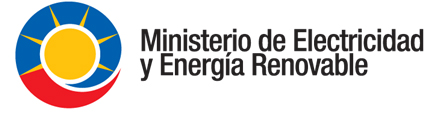 Ministerio de Electricidad
y Energía Renovable